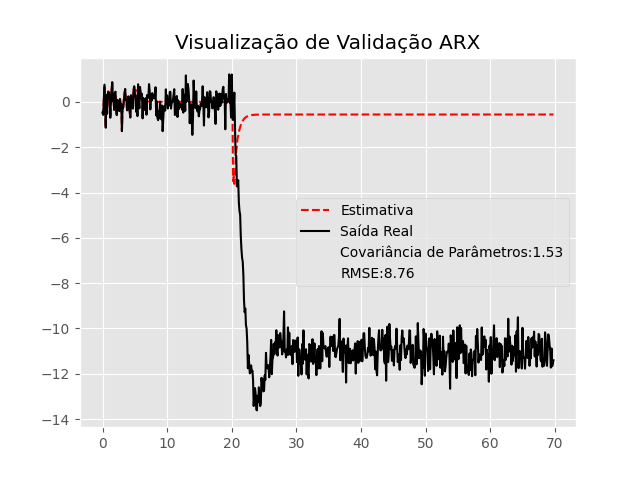 Visualização de Validação ARX
0
−2
−4
−6
−8
−10
−12
−14
Estimativa
Saída Real
Covariância de Parâmetros:1.53
RMSE:8.76
0 10 20 30 40 50 60 70